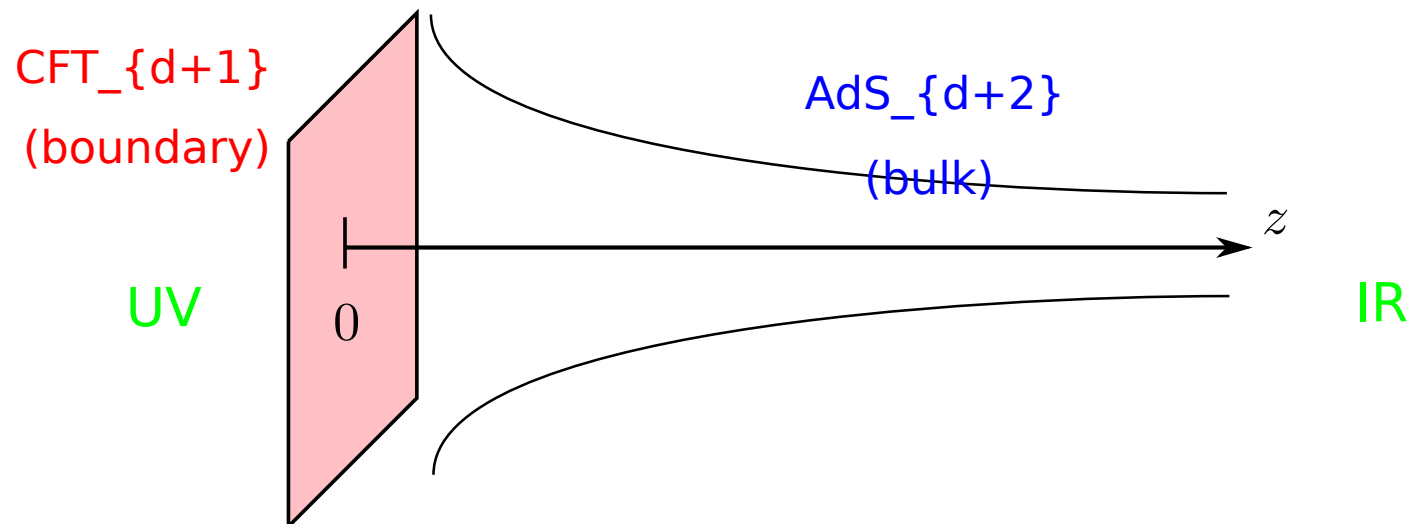 CFT_{d+1}
(boundary)
AdS_{d+2}
(bulk)
z
UV
0
IR